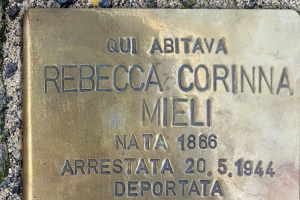 QUI ABITAVA
REBECCA CORINNA
MIELI
NATA 1866
ARRESTATA 20.5.1944
DEPORTATA